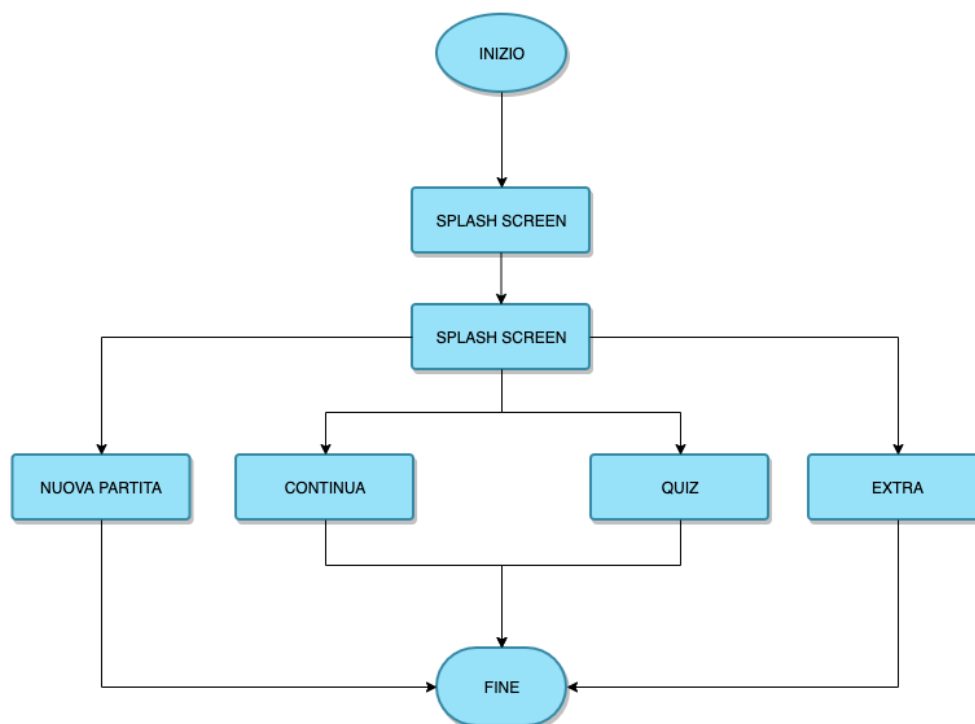 INIZIO
SPLASH SCREEN
SPLASH SCREEN
NUOVA PARTITA
CONTINUA
QUIZ
EXTRA
FINE